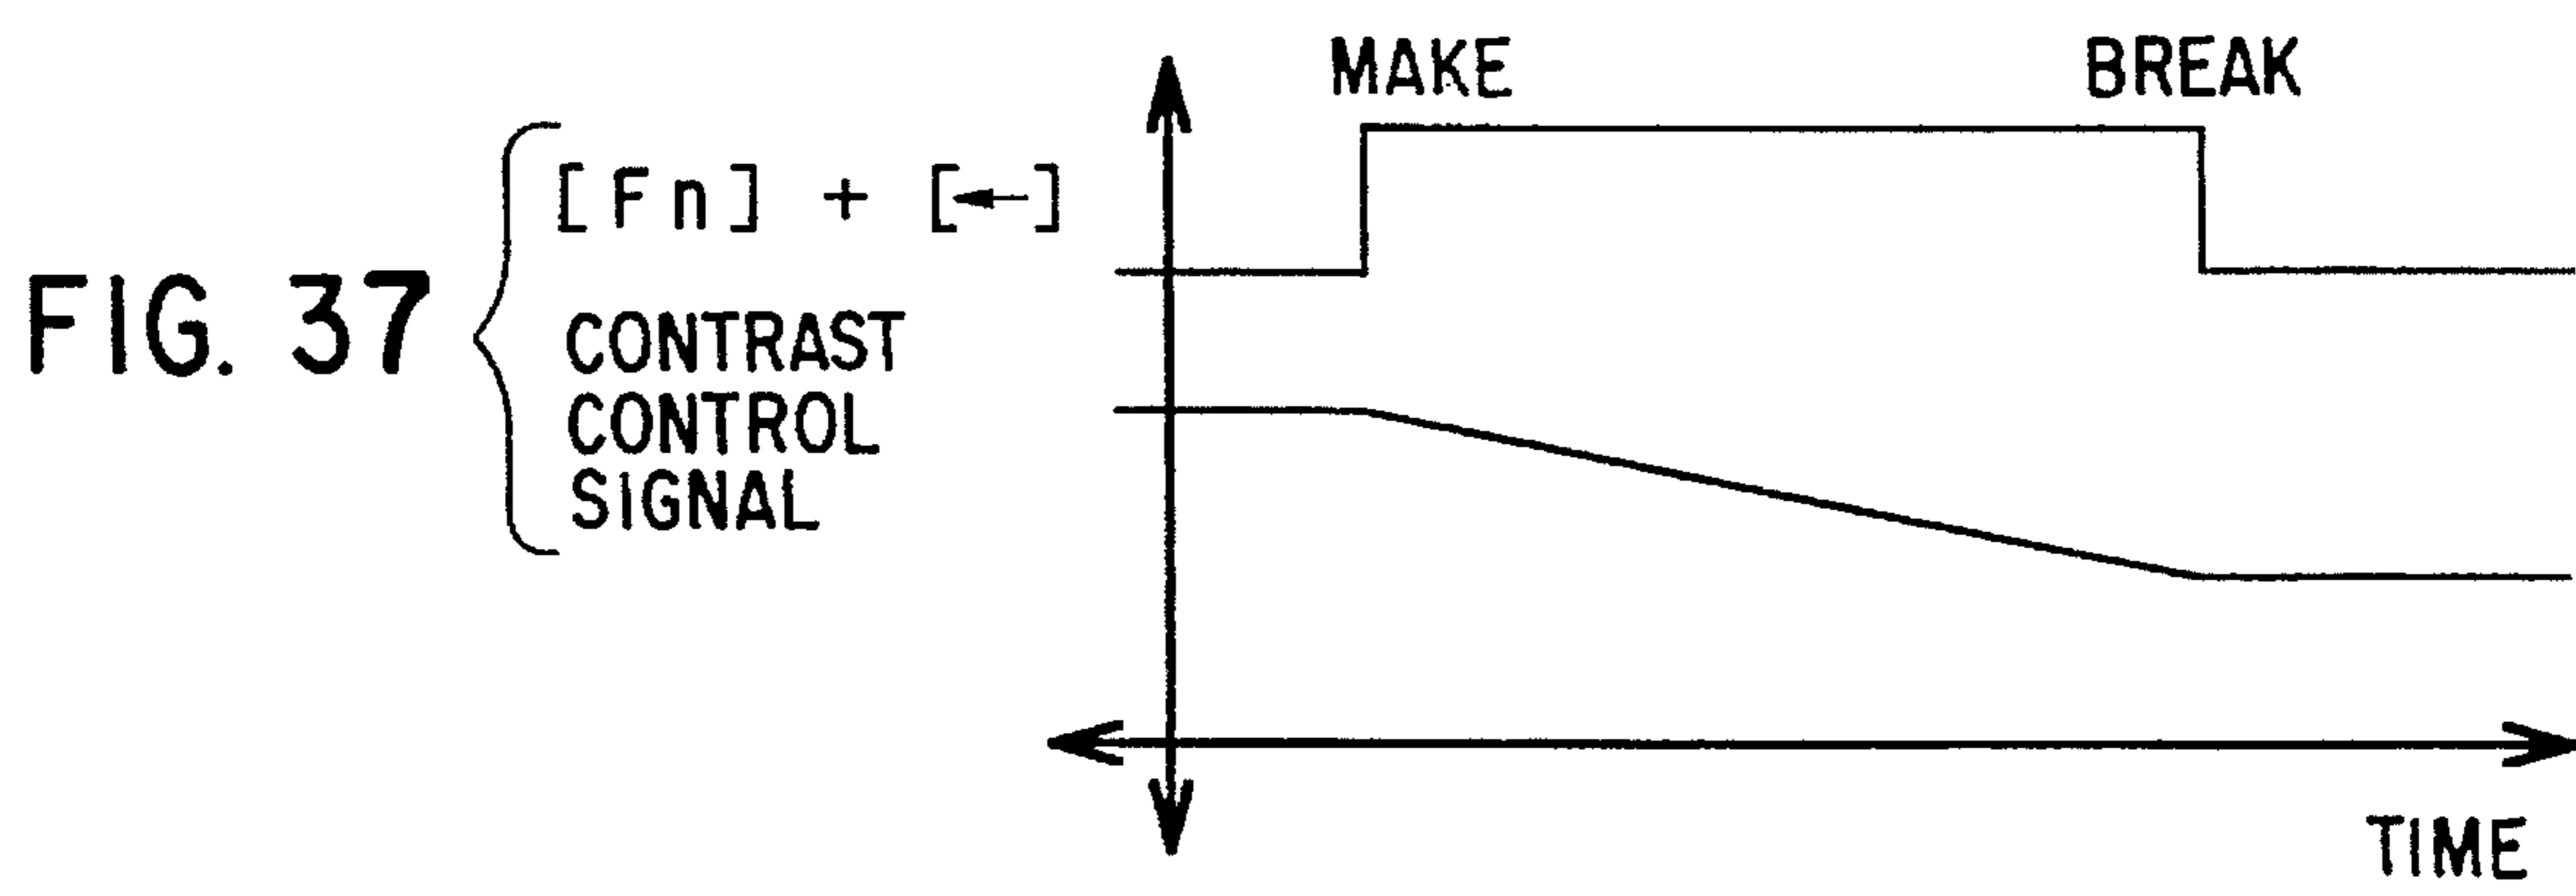 MAKE BREAK
[Fn] + [←]
FIG. 37
CONTRAST
CONTROL
SIGNAL
TIME